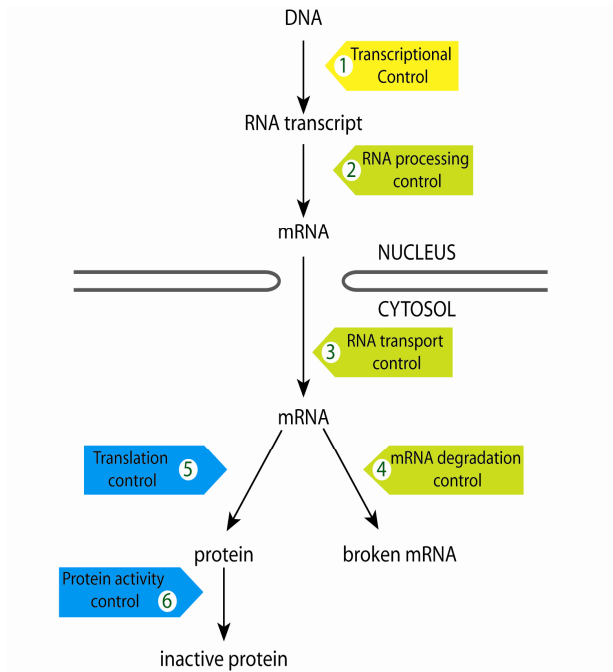 DNA
1 Transcriptional
Control
RNA transcript
2 RNA processing
control
mRNA
NUCLEUS
CYTOSOL
3 RNA transport
control
mRNA
Translation
control 5
4 mRNA degradation
control
protein
broken mRNA
Protein activity
control 6
inactive protein